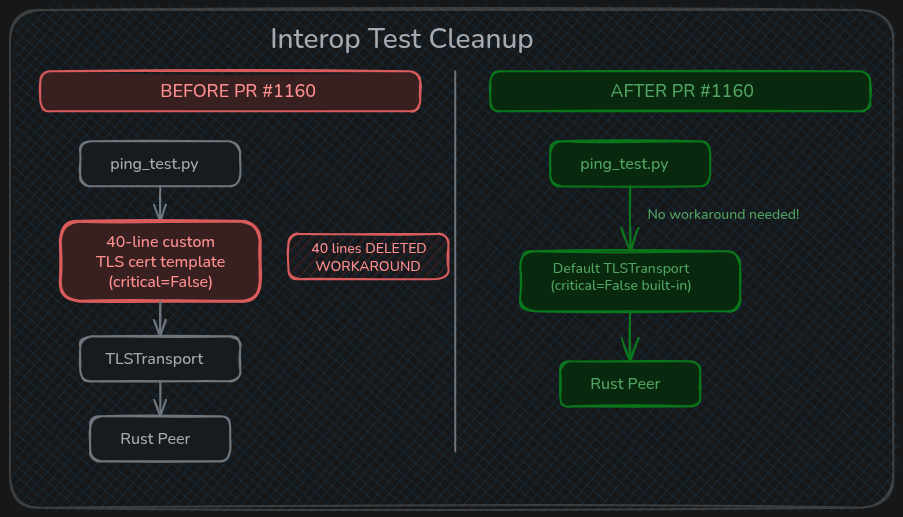 Interop Test Cleanup
BEFORE PR #1160
ping_test.py
40-line custom
TLS cert template
(critical=False)
40 lines DELETED
WORKAROUND
TLSTransport
Rust Peer
AFTER PR #1160
ping_test.py
No workaround needed!
Default TLSTransport
(critical=False built-in)
Rust Peer